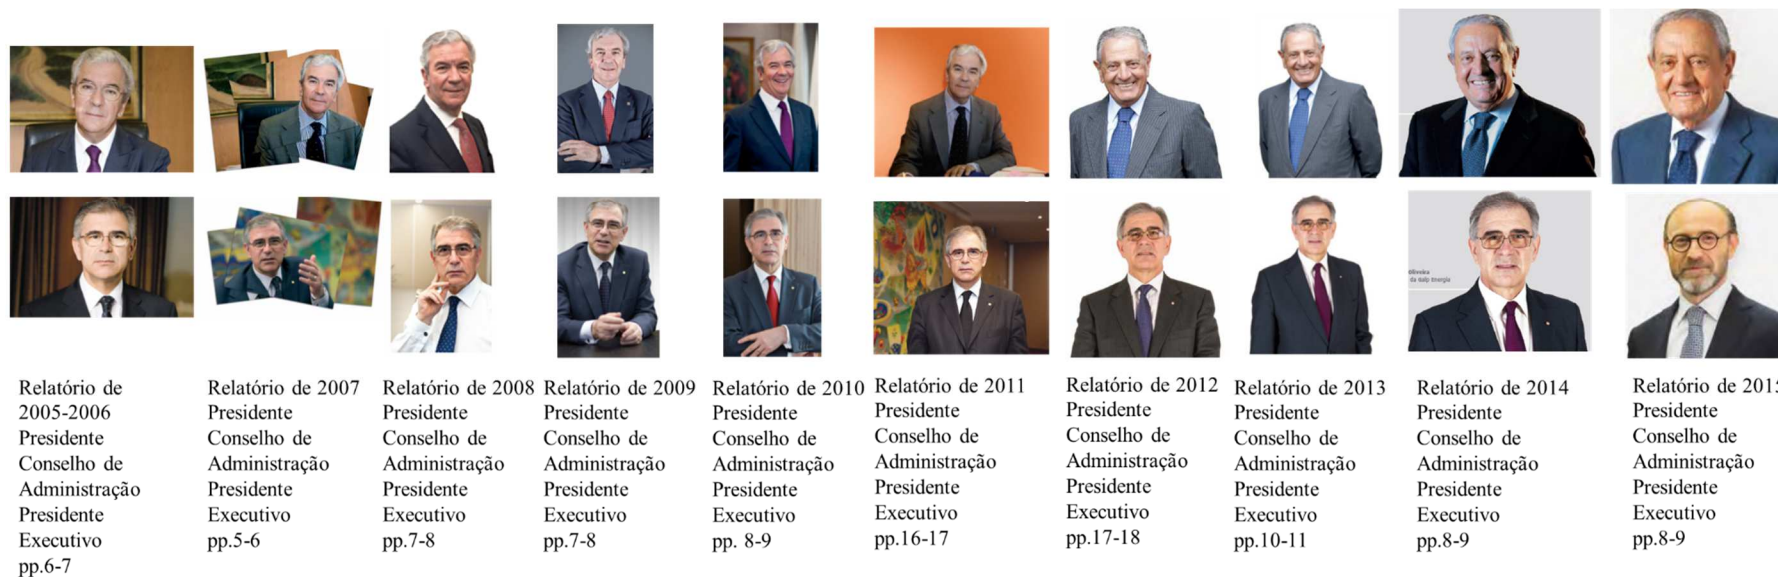 Oliveira
da Galp Energia
Relatório de
2005-2006
Presidente
Conselho de
Administração
Presidente
Executivo
pp.6-7
Relatório de 2007
Presidente
Conselho de
Administração
Presidente
Executivo
pp.5-6
Relatório de 2008
Presidente
Conselho de
Administração
Presidente
Executivo
pp.7-8
Relatório de 2009
Presidente
Conselho de
Administração
Presidente
Executivo
pp.7-8
Relatório de 2010
Presidente
Conselho de
Administração
Presidente
Executivo
pp. 8-9
Relatório de 2011
Presidente
Conselho de
Administração
Presidente
Executivo
pp.16-17
Relatório de 2012
Presidente
Conselho de
Administração
Presidente
Executivo
pp.17-18
Relatório de 2013
Presidente
Conselho de
Administração
Presidente
Executivo
pp.10-11
Relatório de 2014
Presidente
Conselho de
Administração
Presidente
Executivo
pp.8-9
Relatório de 2015
Presidente
Conselho de
Administração
Presidente
Executivo
pp.8-9